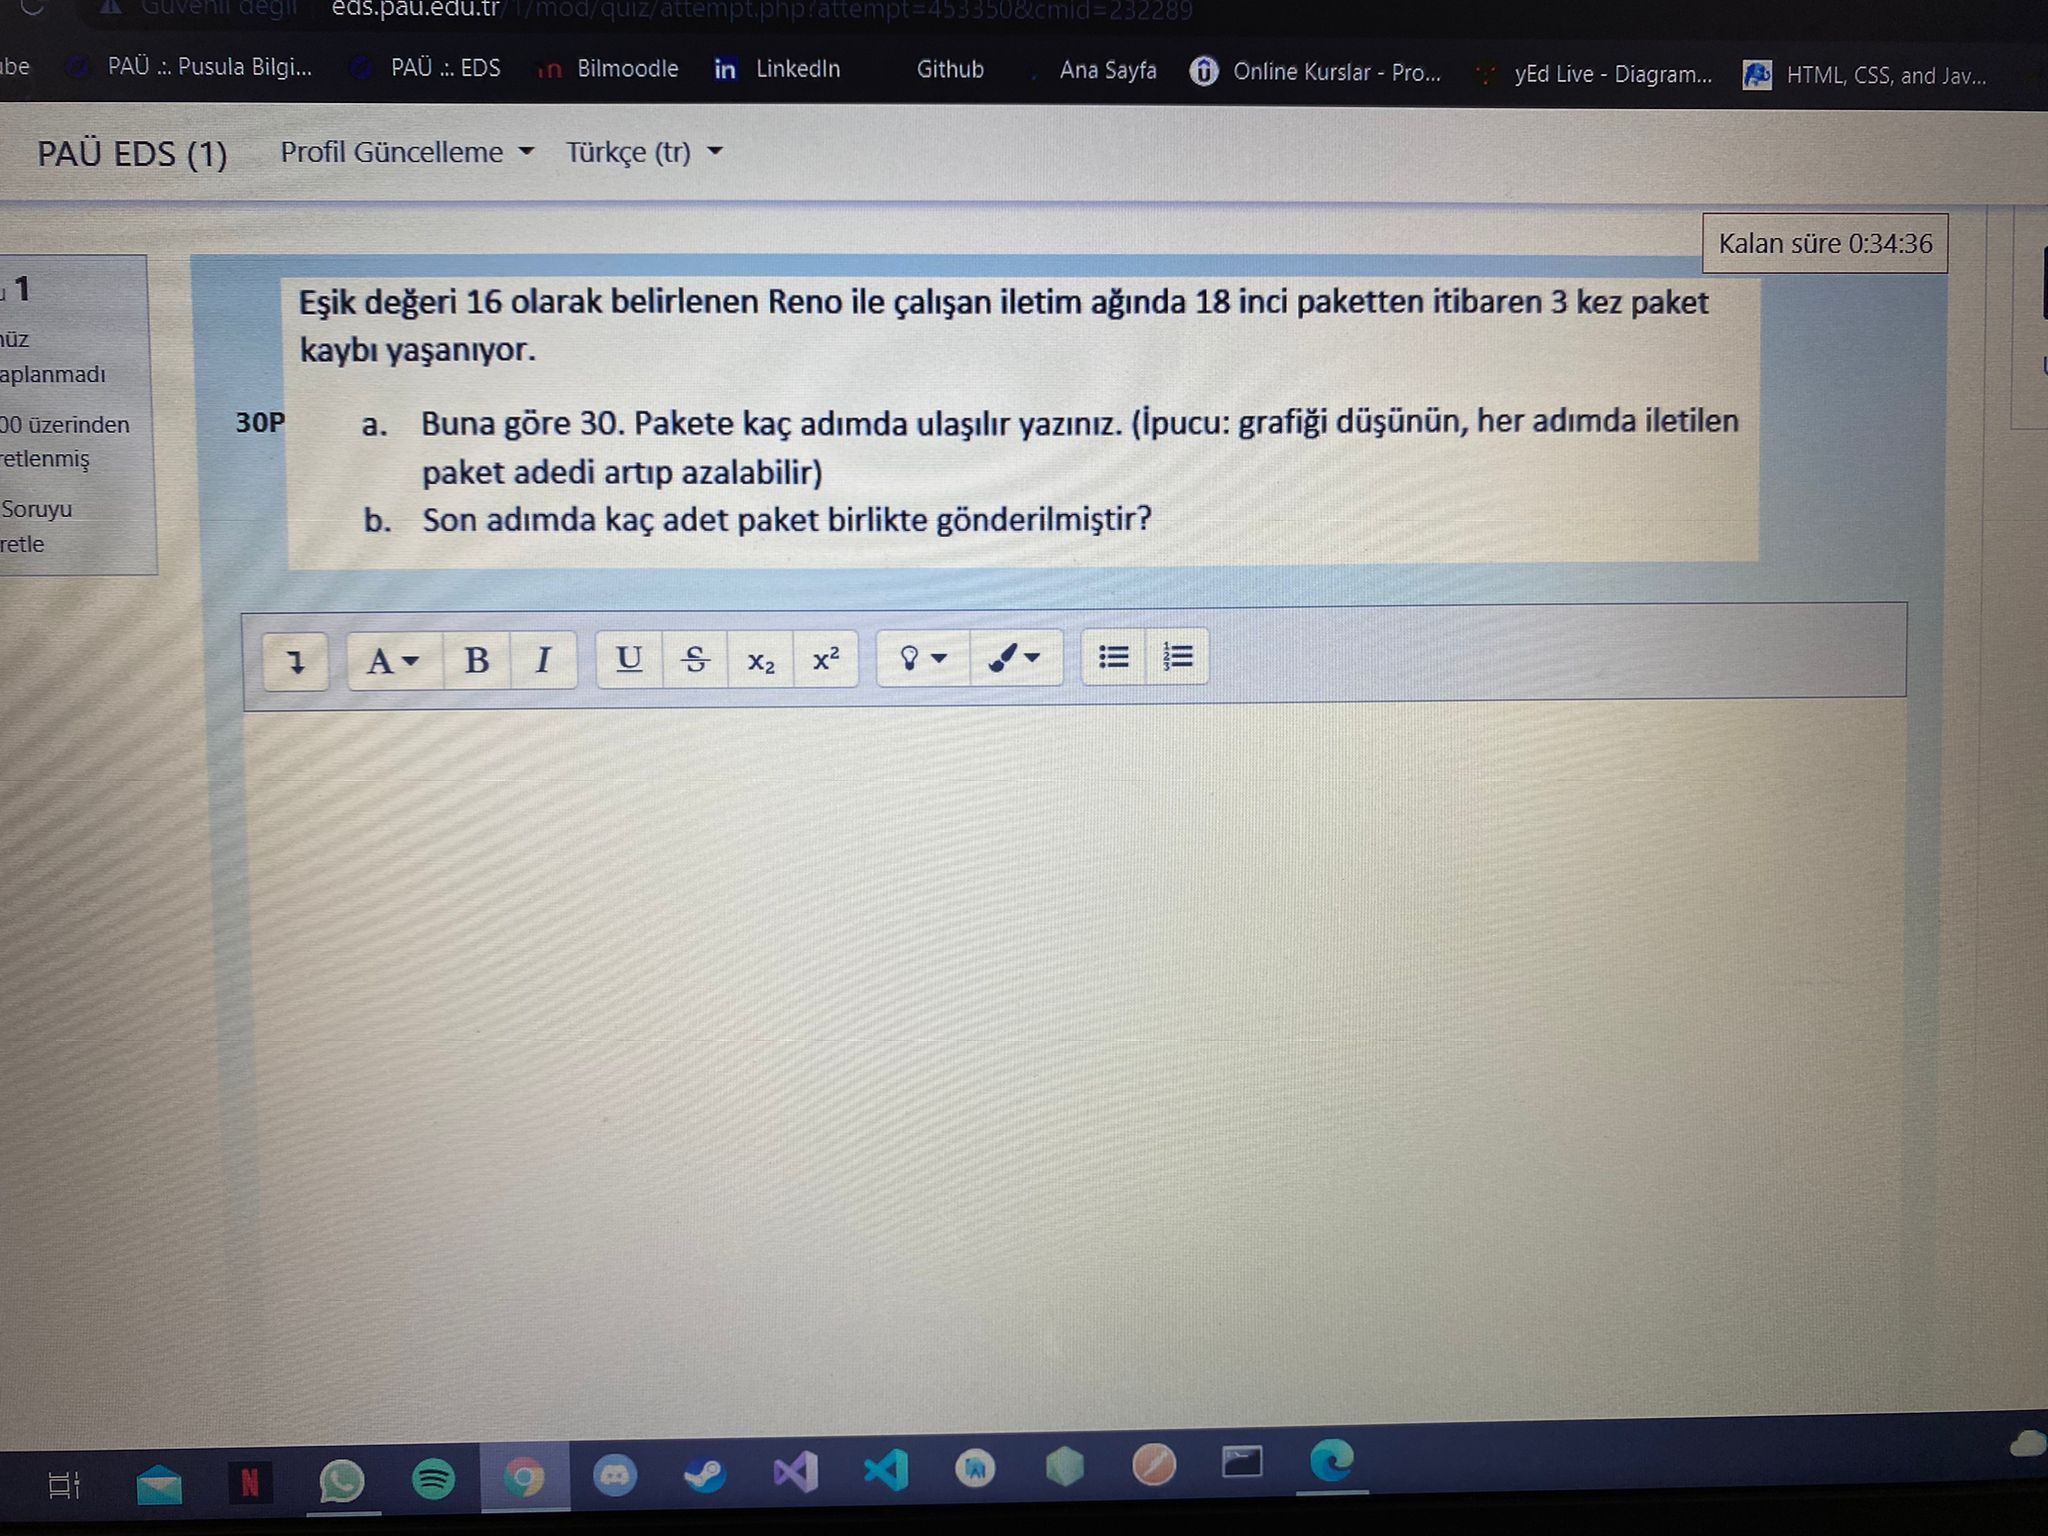 Güvenli değil eds.pau.edu.tr/1/mod/quiz/attempt.php?attempt=453350&cmid=232289
PAÜ .:. Pusula Bilgi... PAÜ .:. EDS Bilmoodle in LinkedIn Github Ana Sayfa Online Kurslar - Pro... yEd Live - Diagram... HTML, CSS, and Jav...
PAÜ EDS (1) Profil Güncelleme Türkçe (tr)
Kalan süre 0:34:36
1
üz
aplanmadı
00 üzerinden
retlenmiş
Soruyu
retle
Eşik değeri 16 olarak belirlenen Reno ile çalışan iletim ağında 18 inci paketten itibaren 3 kez paket
kaybı yaşanıyor.
30P a. Buna göre 30. Pakete kaç adımda ulaşılır yazınız. (İpucu: grafiği düşünün, her adımda iletilen
paket adedi artıp azalabilir)
b. Son adımda kaç adet paket birlikte gönderilmiştir?
A B I U S x₂ x²
N